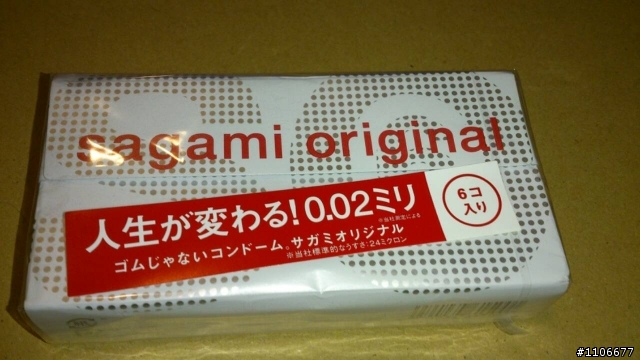 sagami original
人生が変わる!0.02ミリ
※当社測定による
ゴムじゃないコンドーム。サガミオリジナル
※当社標準的なうすさ:24ミクロン
6コ
入り
#1106677